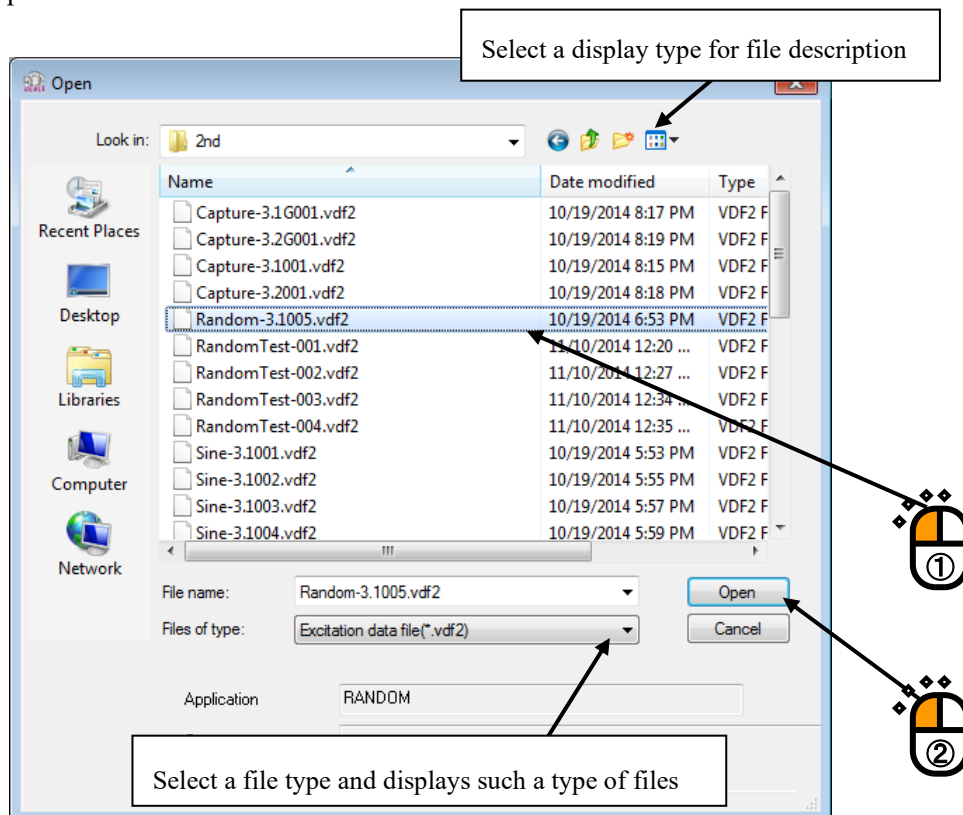 Select a display type for file description
Open
Look in: 2nd
Name Date modified Type
Capture-3.1G001.vdf2 10/19/2014 8:17 PM VDF2 F
Capture-3.2G001.vdf2 10/19/2014 8:19 PM VDF2 F
Capture-3.1001.vdf2 10/19/2014 8:15 PM VDF2 F
Capture-3.2001.vdf2 10/19/2014 8:18 PM VDF2 F
Random-3.1005.vdf2 10/19/2014 6:53 PM VDF2 F
RandomTest-001.vdf2 11/10/2014 12:20 ... VDF2 F
RandomTest-002.vdf2 11/10/2014 12:27 ... VDF2 F
RandomTest-003.vdf2 11/10/2014 12:34 ... VDF2 F
RandomTest-004.vdf2 11/10/2014 12:35 ... VDF2 F
Sine-3.1001.vdf2 10/19/2014 5:53 PM VDF2 F
Sine-3.1002.vdf2 10/19/2014 5:55 PM VDF2 F
Sine-3.1003.vdf2 10/19/2014 5:57 PM VDF2 F
Sine-3.1004.vdf2 10/19/2014 5:59 PM VDF2 F
Recent Places
Desktop
Libraries
Computer
Network
①
File name: Random-3.1005.vdf2 Open
Files of type: Excitation data file(*.vdf2) Cancel
Application RANDOM
②
Select a file type and displays such a type of files